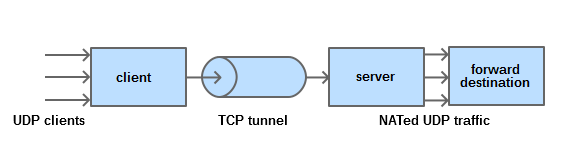 client
server
forward
destination
UDP clients
TCP tunnel
NATed UDP traffic